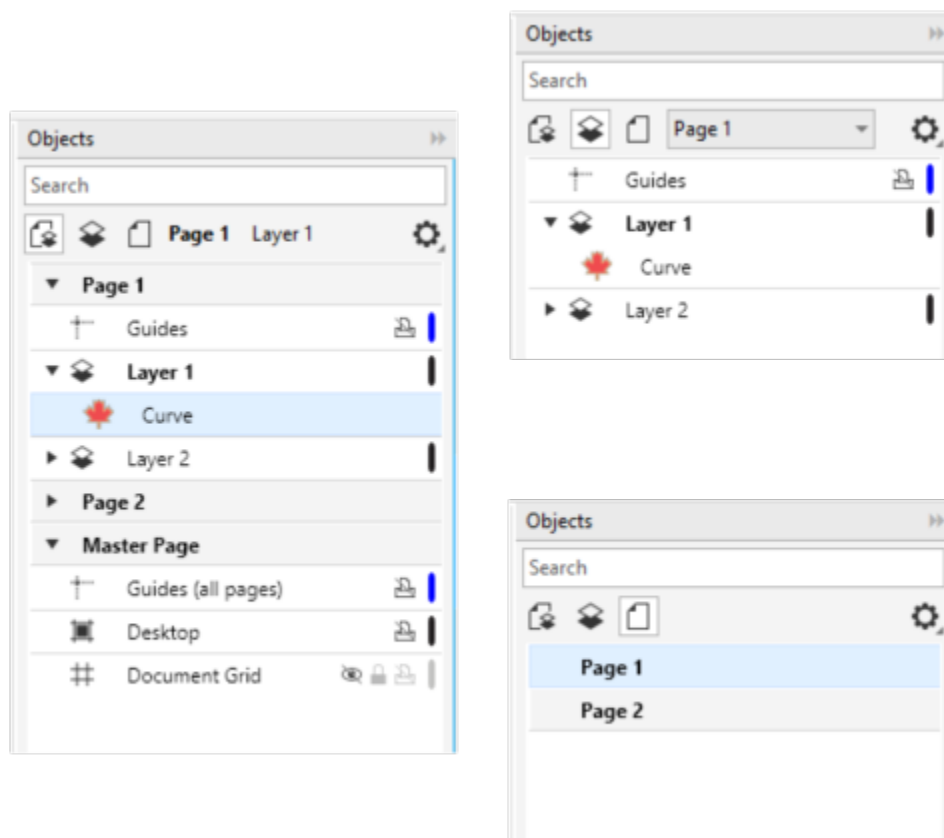 Objects
Search
Page 1 Layer 1
Page 1
Guides
Layer 1
Curve
Layer 2
Page 2
Master Page
Guides (all pages)
Desktop
Document Grid
Objects
Search
Page 1
Guides
Layer 1
Curve
Layer 2
Objects
Search
Page 1
Page 2